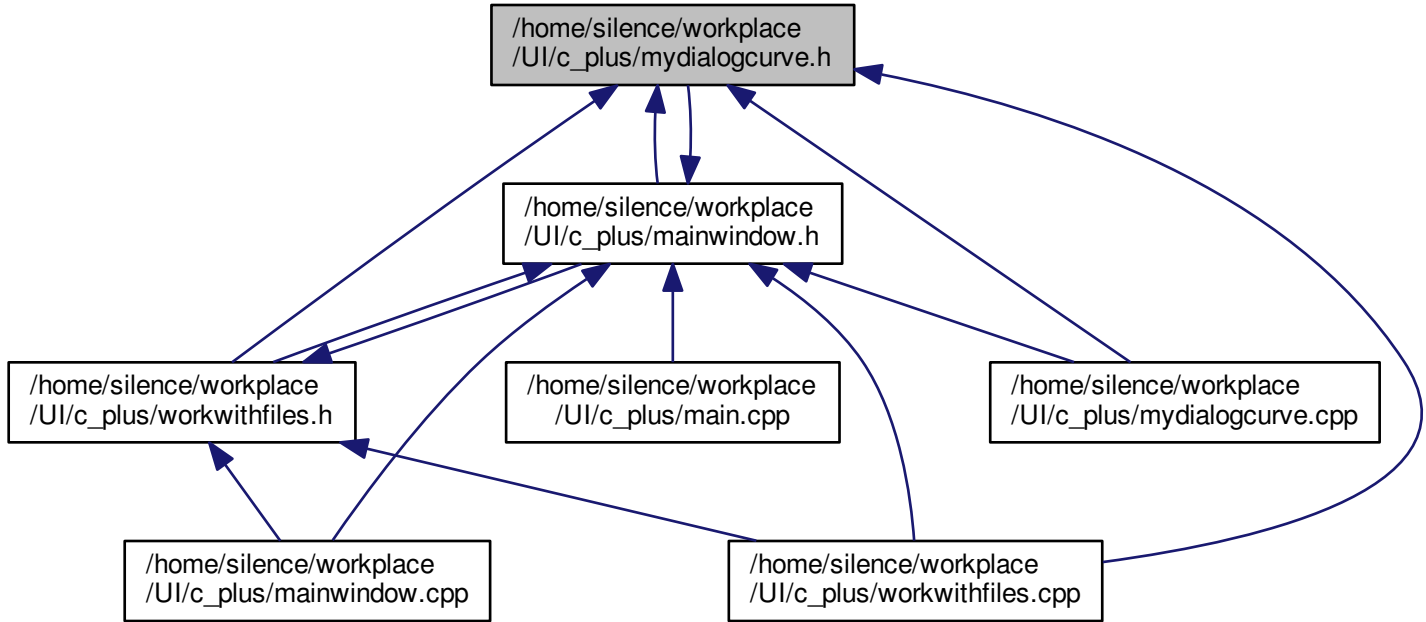 /home/silence/workplace
/UI/c_plus/mydialogcurve.h
/home/silence/workplace
/UI/c_plus/mainwindow.h
/home/silence/workplace
/UI/c_plus/workwithfiles.h
/home/silence/workplace
/UI/c_plus/main.cpp
/home/silence/workplace
/UI/c_plus/mydialogcurve.cpp
/home/silence/workplace
/UI/c_plus/mainwindow.cpp
/home/silence/workplace
/UI/c_plus/workwithfiles.cpp